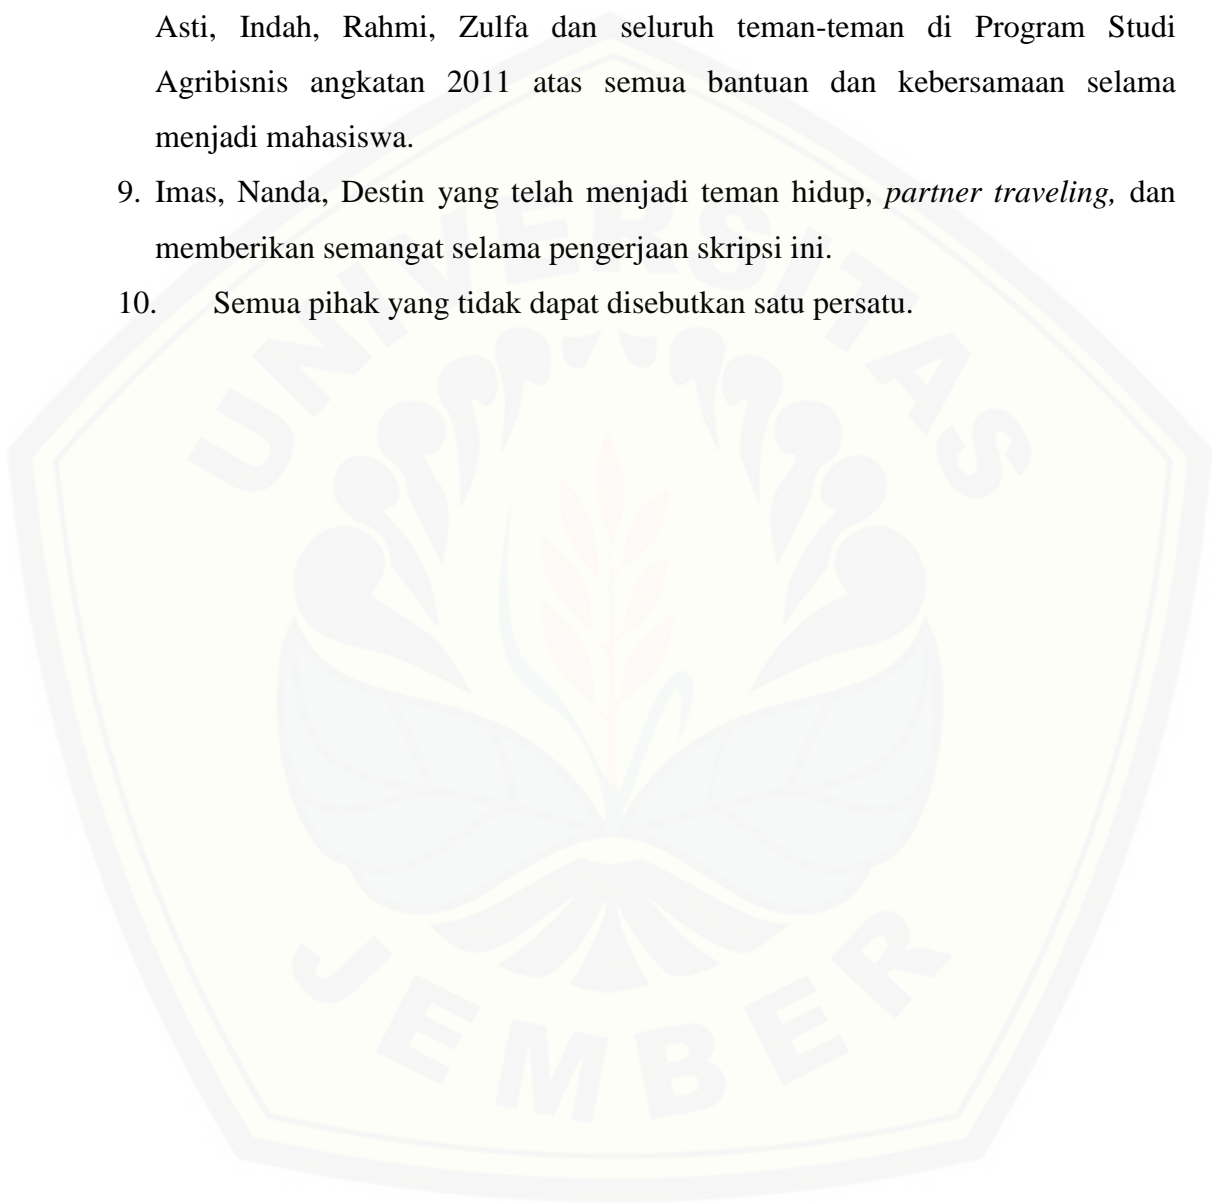 Asti, Indah, Rahmi, Zulfa dan seluruh teman-teman di Program Studi
Agribisnis angkatan 2011 atas semua bantuan dan kebersamaan selama
menjadi mahasiswa.
9. Imas, Nanda, Destin yang telah menjadi teman hidup, partner traveling, dan
memberikan semangat selama pengerjaan skripsi ini.
10. Semua pihak yang tidak dapat disebutkan satu persatu.
UNIVERSITAS
JEMBER